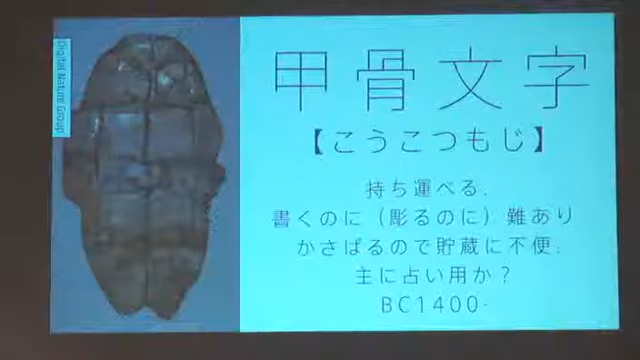 Digital Nature Group
甲骨文字
【こうこつもじ】
持ち運べる.
書くのに（彫るのに）難あり
かさばるので貯蔵に不便.
主に占い用か？
BC1400-